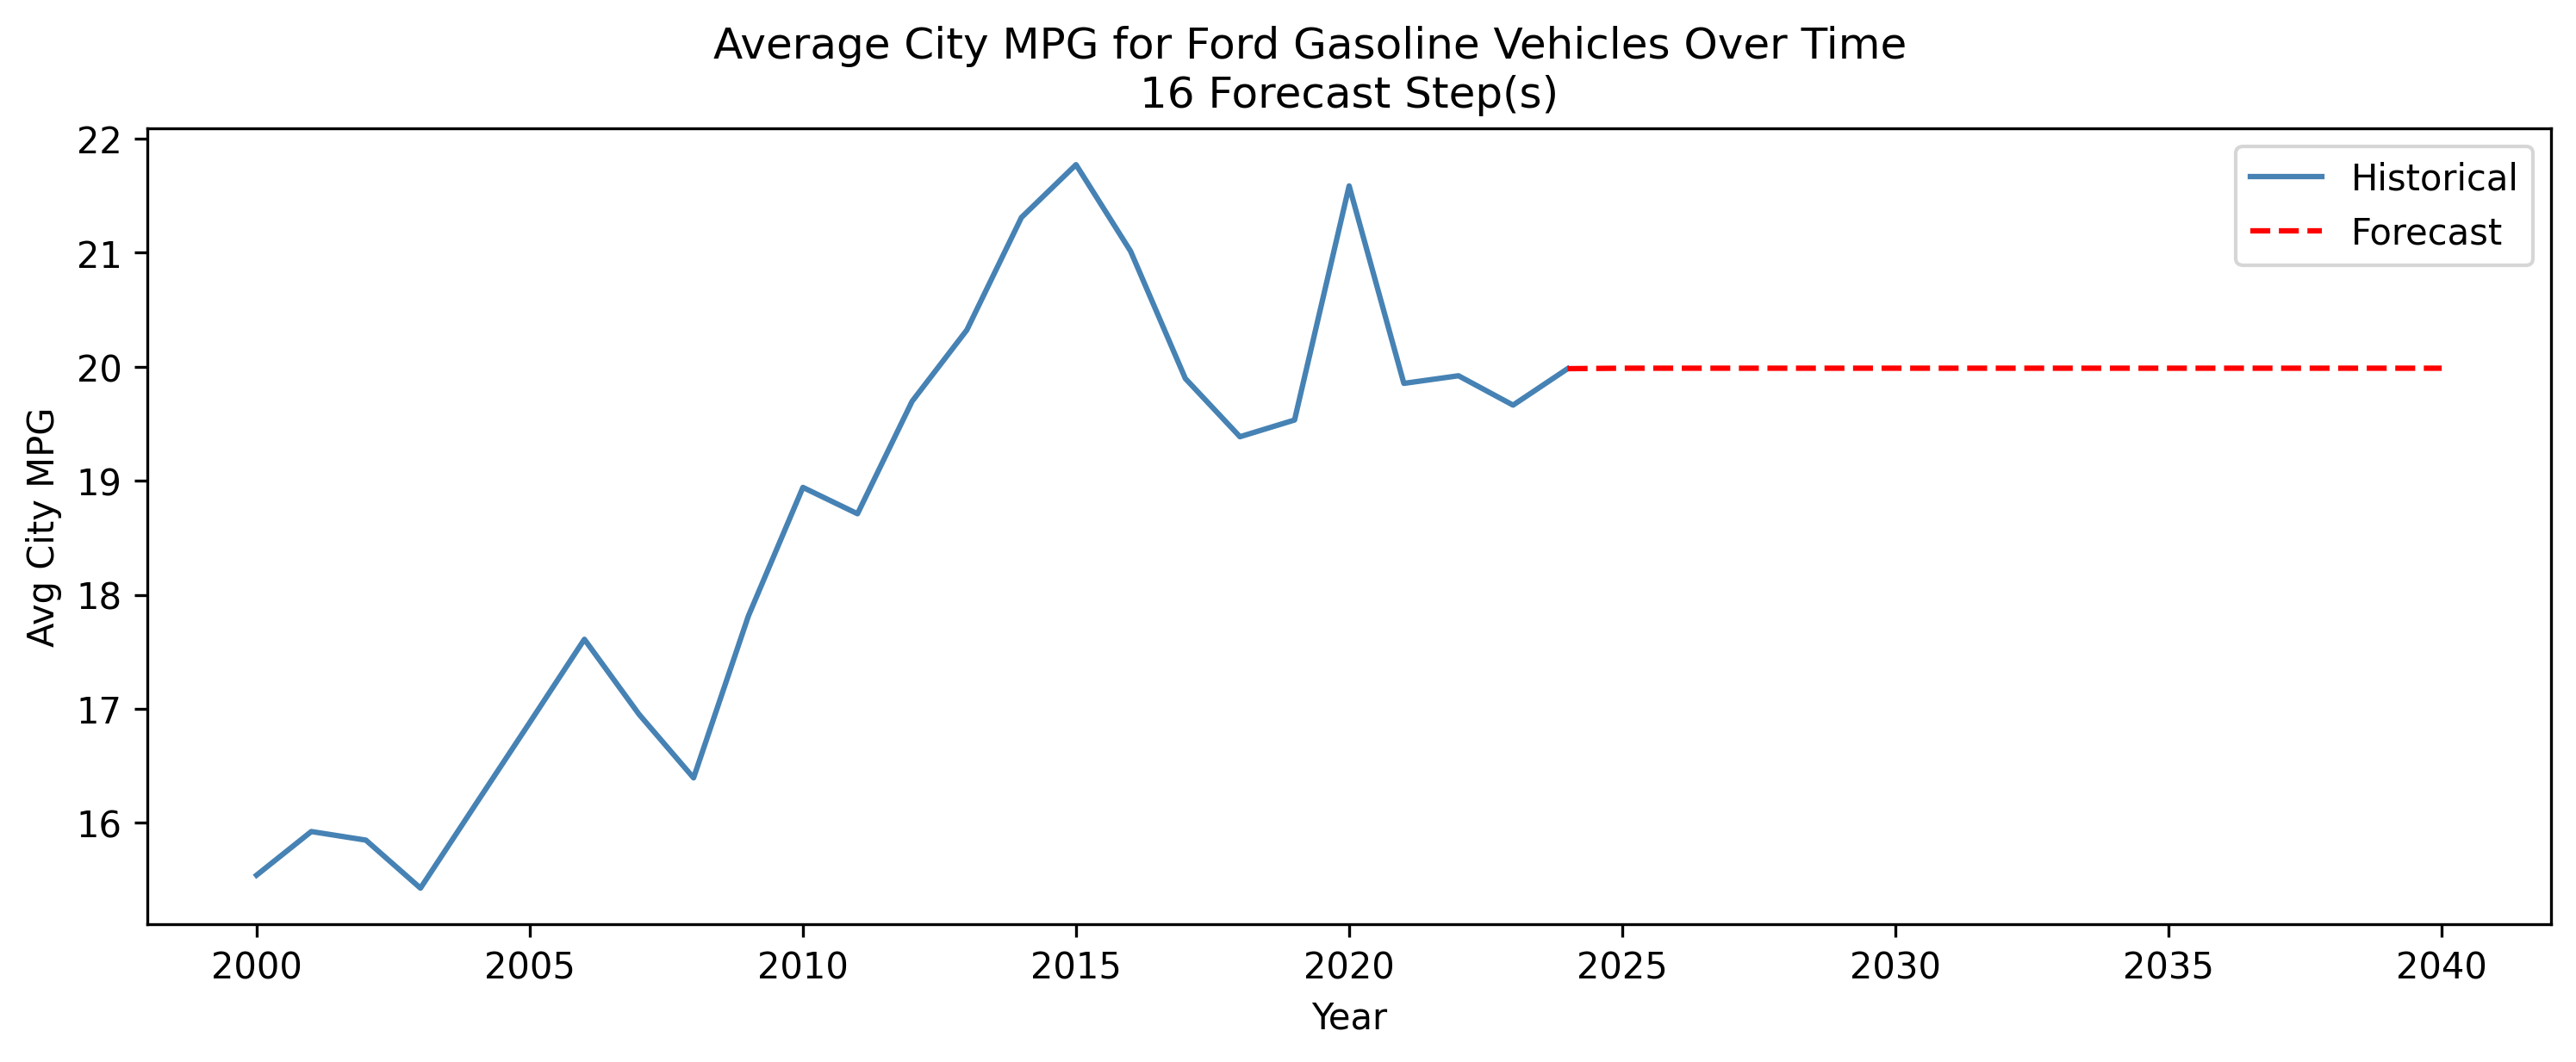 Average City MPG for Ford Gasoline Vehicles Over Time
16 Forecast Step(s)
22
21
20
19
18
17
16
Avg City MPG
Historical
Forecast
2000
2005
2010
2015
2020
2025
2030
2035
2040
Year